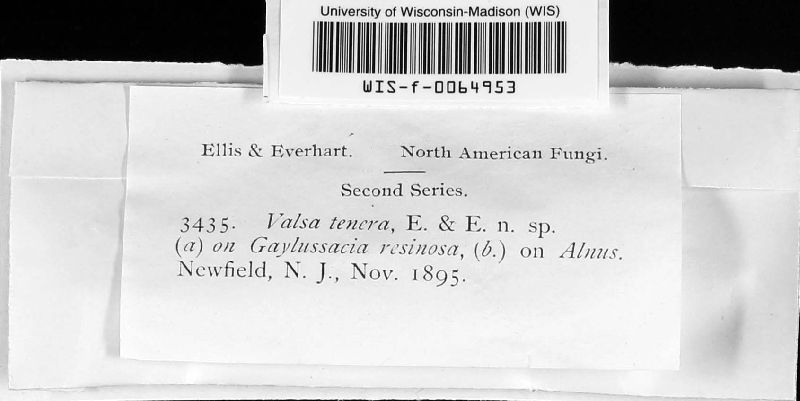 University of Wisconsin-Madison (WIS)
WIS-f-0064953
Ellis & Everhart. North American Fungi.
Second Series.
3435. Valsa tenera, E. & E. n. sp.
(a) on Gaylussacia resinosa, (b.) on Alnus.
Newfield, N. J., Nov. 1895.